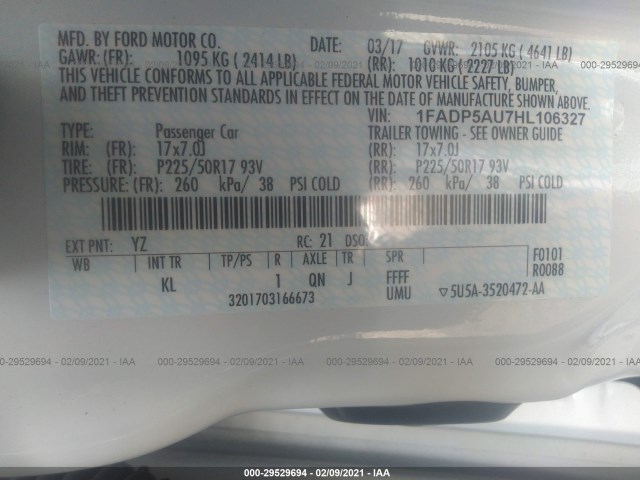 MFD. BY FORD MOTOR CO. DATE: 03/17 GVWR: 2105 KG ( 4641 LB)
GAWR: (FR): 1095 KG ( 2414 LB) (RR): 1010 KG ( 2227 LB)
THIS VEHICLE CONFORMS TO ALL APPLICABLE FEDERAL MOTOR VEHICLE SAFETY, BUMPER,
AND THEFT PREVENTION STANDARDS IN EFFECT ON THE DATE OF MANUFACTURE SHOWN ABOVE.
VIN: 1FADP5AU7HL106327
TYPE: Passenger Car TRAILER TOWING - SEE OWNER GUIDE
RIM: (FR): 17x7.0J (RR): 17x7.0J
TIRE: (FR): P225/50R17 93V (RR): P225/50R17 93V
PRESSURE: (FR): 260 kPa/ 38 PSI COLD (RR): 260 kPa/ 38 PSI COLD
EXT PNT: YZ RC: 21 DSO:
WB INT TR TP/PS R AXLE TR SPR F0101
R0088
KL 1 QN J FFFF
UMU
3201703166673 ▽5U5A-3520472-AA
000-29529694 - 02/09/2021 - IAA 000-29529694 - 02/09/2021 - IAA 000-29529694 - 02/09/2021 - IAA
000-29529694 - 02/09/2021 - IAA 000-29529694 - 02/09/2021 - IAA 000-29529694 - 02/09/2021 - IAA
000-29529694 - 02/09/2021 - IAA